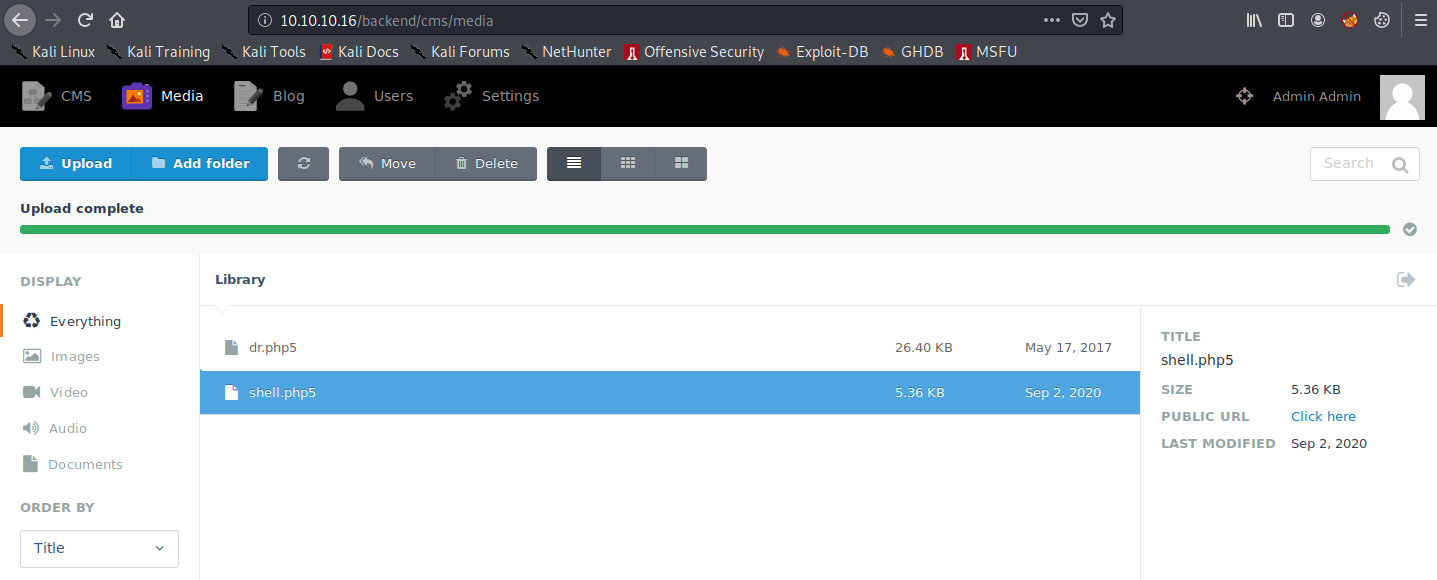 10.10.10.16/backend/cms/media
Kali Linux Kali Training Kali Tools Kali Docs Kali Forums NetHunter Offensive Security Exploit-DB GHDB MSFU
CMS Media Blog Users Settings Admin Admin
Upload Add folder Move Delete Search
Upload complete
DISPLAY
Everything
Images
Video
Audio
Documents
ORDER BY
Title
Library
dr.php5 26.40 KB May 17, 2017
shell.php5 5.36 KB Sep 2, 2020
TITLE
shell.php5
SIZE 5.36 KB
PUBLIC URL Click here
LAST MODIFIED Sep 2, 2020